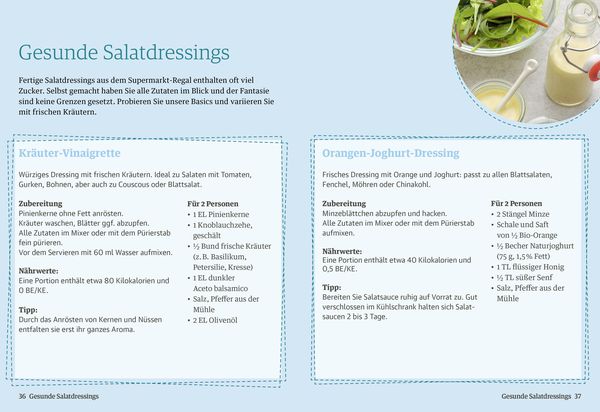 Gesunde Salatdressings
Fertige Salatdressings aus dem Supermarkt-Regal enthalten oft viel
Zucker. Selbst gemacht haben Sie alle Zutaten im Blick und der Fantasie
sind keine Grenzen gesetzt. Probieren Sie unsere Basics und variieren Sie
mit frischen Kräutern.
Kräuter-Vinaigrette
Würziges Dressing mit frischen Kräutern. Ideal zu Salaten mit Tomaten,
Gurken, Bohnen, aber auch zu Couscous oder Blattsalat.
Zubereitung
Pinienkerne ohne Fett anrösten.
Kräuter waschen, Blätter ggf. abzupfen.
Alle Zutaten im Mixer oder mit dem Pürierstab
fein pürieren.
Vor dem Servieren mit 60 ml Wasser aufmixen.
Nährwerte:
Eine Portion enthält etwa 80 Kilokalorien und
0 BE/KE.
Tipp:
Durch das Anrösten von Kernen und Nüssen
entfalten sie erst ihr ganzes Aroma.
Für 2 Personen
• 1 EL Pinienkerne
• 1 Knoblauchzehe,
geschält
• ½ Bund frische Kräuter
(z. B. Basilikum,
Petersilie, Kresse)
• 1 EL dunkler
Aceto balsamico
• Salz, Pfeffer aus der
Mühle
• 2 EL Olivenöl
36 Gesunde Salatdressings
Orangen-Joghurt-Dressing
Frisches Dressing mit Orange und Joghurt: passt zu allen Blattsalaten,
Fenchel, Möhren oder Chinakohl.
Zubereitung
Minzeblättchen abzupfen und hacken.
Alle Zutaten im Mixer oder mit dem Pürierstab
aufmixen.
Nährwerte:
Eine Portion enthält etwa 40 Kilokalorien und
0,5 BE/KE.
Tipp:
Bereiten Sie Salatsauce ruhig auf Vorrat zu. Gut
verschlossen im Kühlschrank halten sich Salat-
saucen 2 bis 3 Tage.
Für 2 Personen
• 2 Stängel Minze
• Schale und Saft
von ½ Bio-Orange
• ½ Becher Naturjoghurt
(75 g, 1,5% Fett)
• 1 TL flüssiger Honig
• ½ TL süßer Senf
• Salz, Pfeffer aus der
Mühle
Gesunde Salatdressings 37